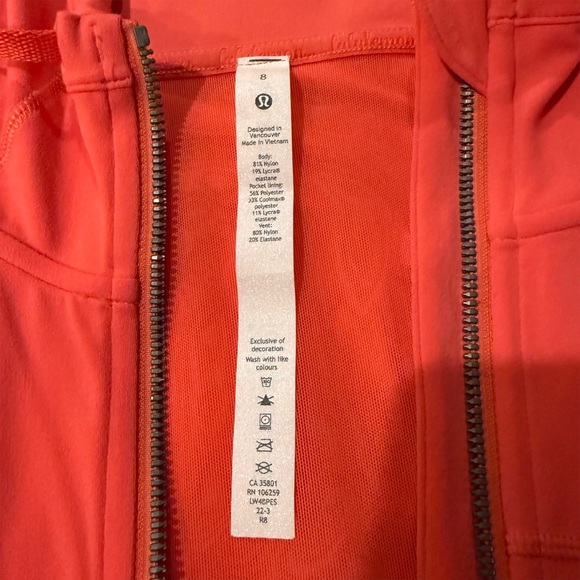 8
Designed in
Vancouver
Made in Vietnam
Body:
81% Nylon
19% Lycra®
elastane
Pocket lining:
56% Polyester
33% Coolmax®
polyester
11% Lycra®
elastane
Vent:
80% Nylon
20% Elastane
Exclusive of
decoration
Wash with like
colours
CA 35801
RN 106259
LW4BPES
22-3
R8